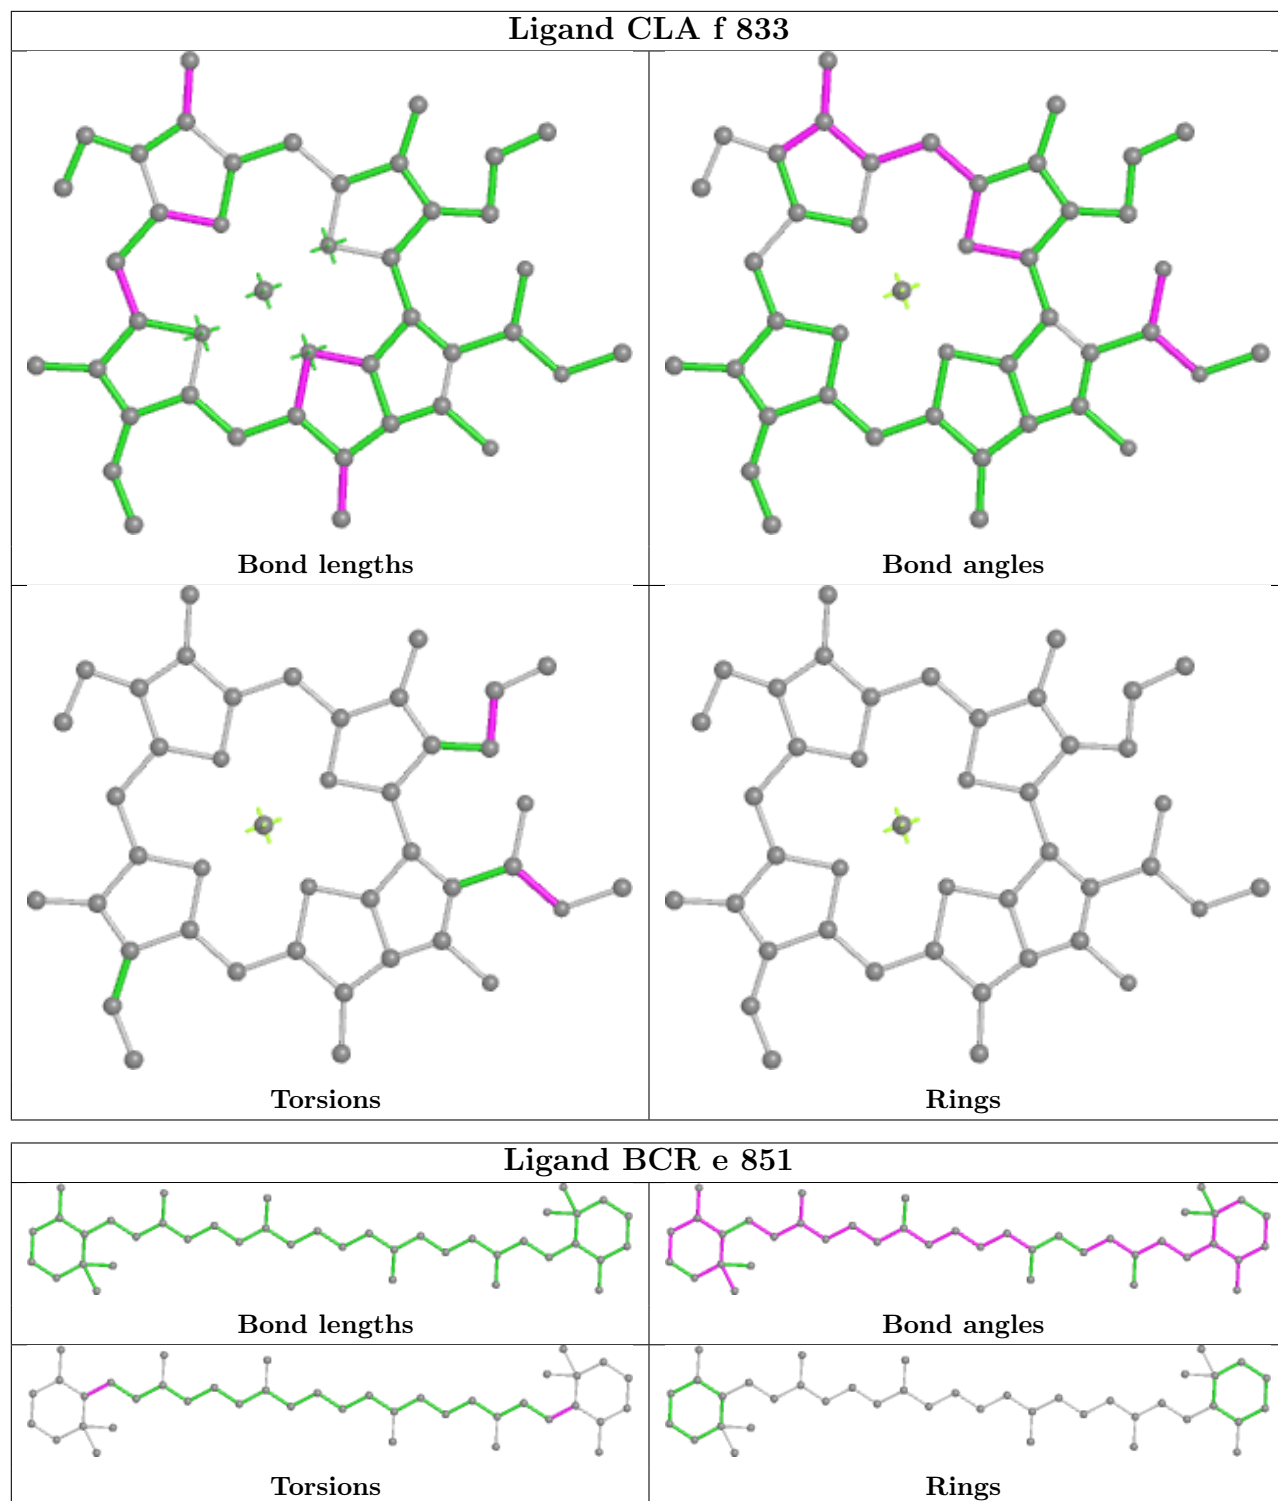 Ligand CLA f 833
Bond lengths
Bond angles
Torsions
Rings
Ligand BCR e 851
Bond lengths
Bond angles
Torsions
Rings